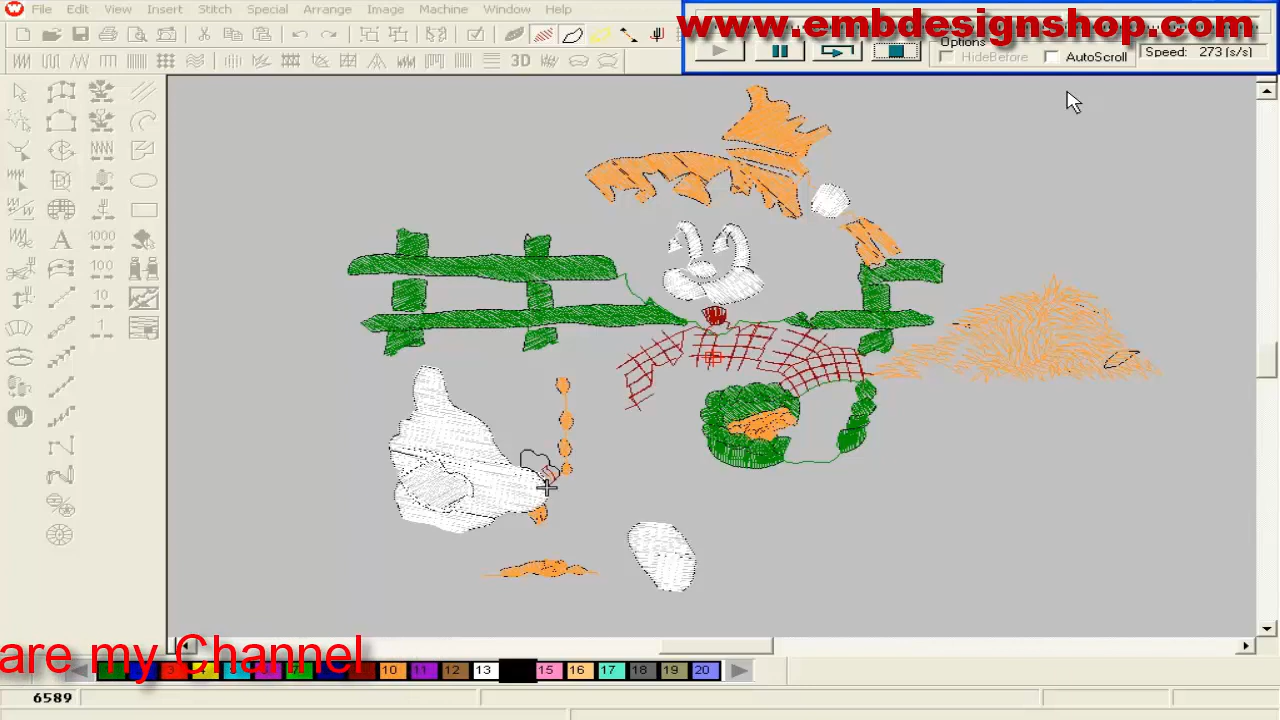 File Edit View Insert Stitch Special Arrange Image Machine Window Help
www.embdesignshop.com
Options
HideBefore
AutoScroll
Speed: 273 (s/s)
3D
A
1000
100
10
1
are my Channel
10 11 12 13 15 16 17 18 19 20
6589